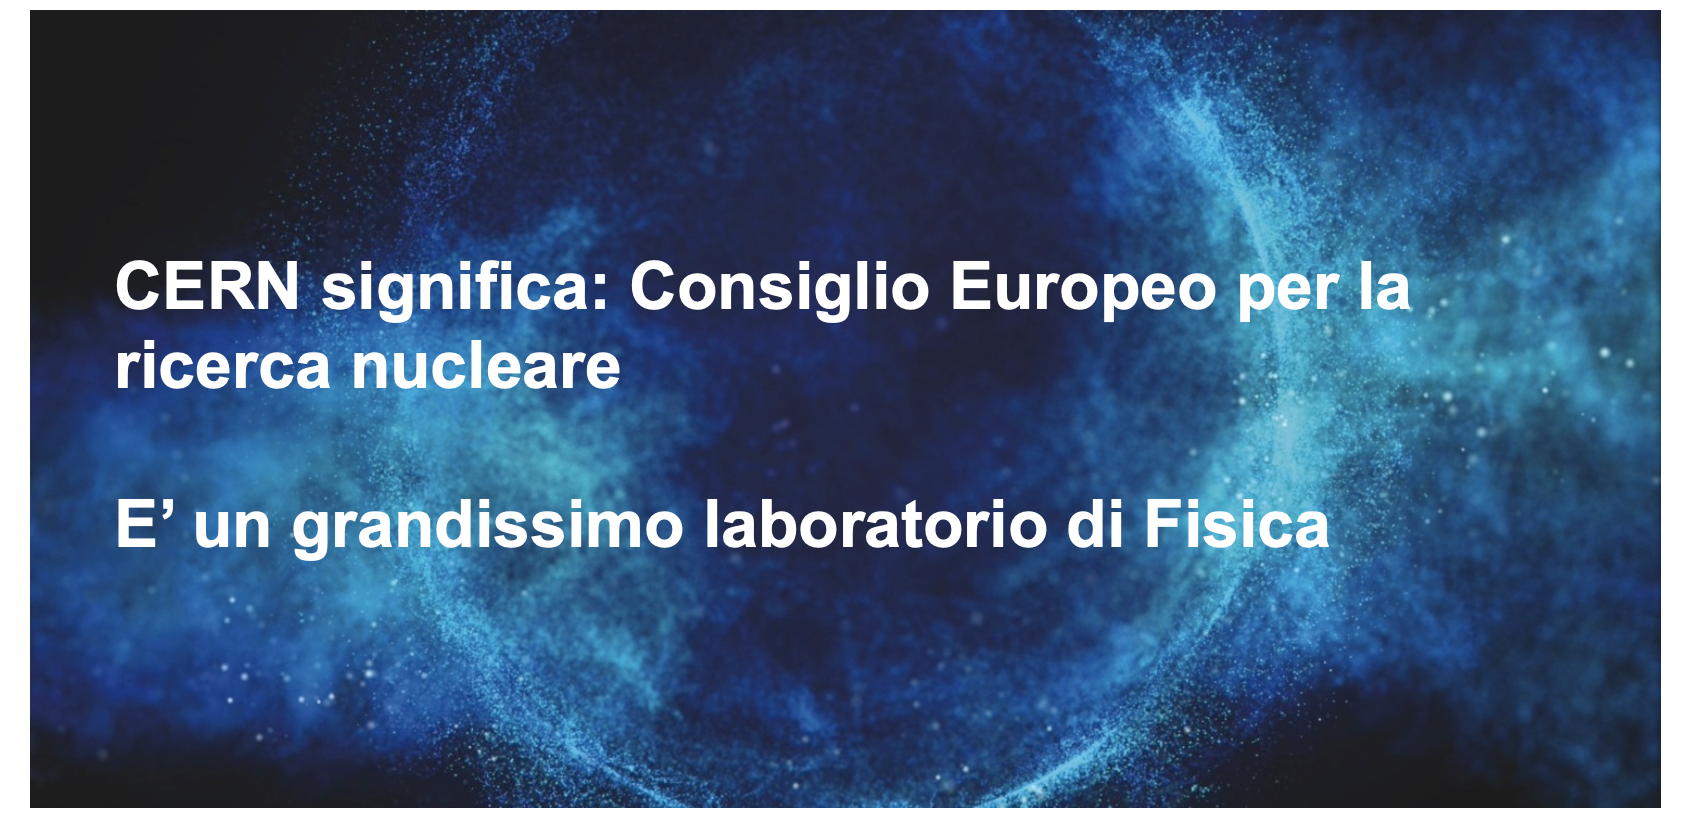 CERN significa: Consiglio Europeo per la
ricerca nucleare
E’ un grandissimo laboratorio di Fisica